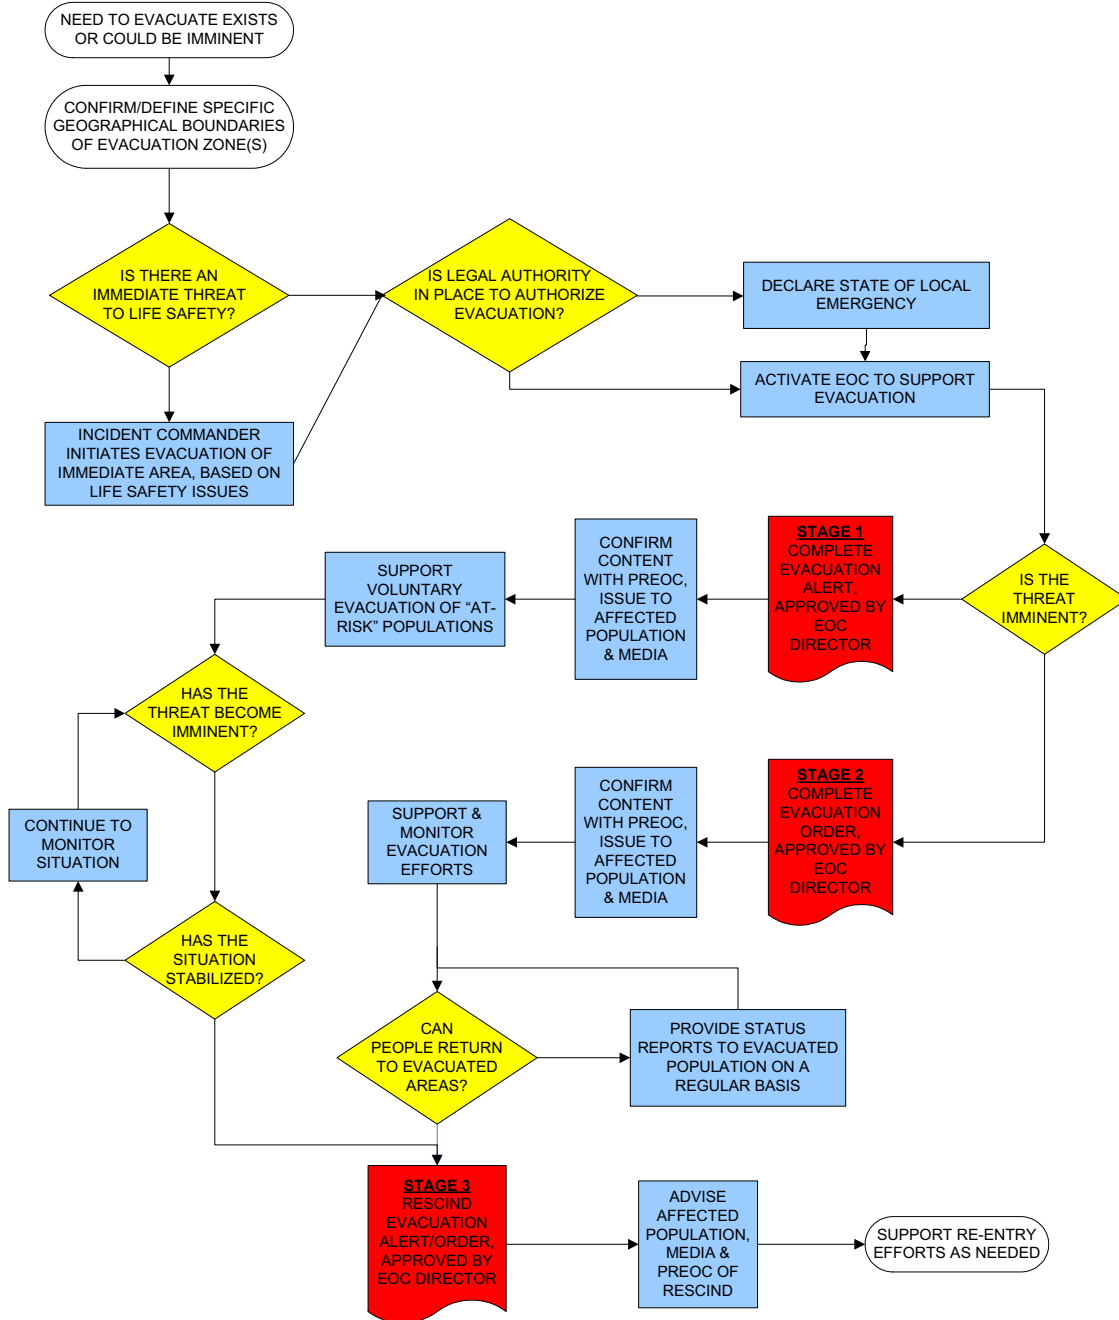 NEED TO EVACUATE EXISTS
OR COULD BE IMMINENT
CONFIRM/DEFINE SPECIFIC
GEOGRAPHICAL BOUNDARIES
OF EVACUATION ZONE(S)
IS THERE AN
IMMEDIATE THREAT
TO LIFE SAFETY?
IS LEGAL AUTHORITY
IN PLACE TO AUTHORIZE
EVACUATION?
DECLARE STATE OF LOCAL
EMERGENCY
ACTIVATE EOC TO SUPPORT
EVACUATION
INCIDENT COMMANDER
INITIATES EVACUATION OF
IMMEDIATE AREA, BASED ON
LIFE SAFETY ISSUES
IS THE
THREAT
IMMINENT?
STAGE 1
COMPLETE
EVACUATION
ALERT,
APPROVED BY
EOC
DIRECTOR
CONFIRM
CONTENT
WITH PREOC,
ISSUE TO
AFFECTED
POPULATION
& MEDIA
SUPPORT
VOLUNTARY
EVACUATION OF “AT-
RISK” POPULATIONS
HAS THE
THREAT BECOME
IMMINENT?
STAGE 2
COMPLETE
EVACUATION
ORDER,
APPROVED BY
EOC
DIRECTOR
CONFIRM
CONTENT
WITH PREOC,
ISSUE TO
AFFECTED
POPULATION
& MEDIA
SUPPORT &
MONITOR
EVACUATION
EFFORTS
CONTINUE TO
MONITOR
SITUATION
HAS THE
SITUATION
STABILIZED?
CAN
PEOPLE RETURN
TO EVACUATED
AREAS?
PROVIDE STATUS
REPORTS TO EVACUATED
POPULATION ON A
REGULAR BASIS
STAGE 3
RESCIND
EVACUATION
ALERT/ORDER,
APPROVED BY
EOC DIRECTOR
ADVISE
AFFECTED
POPULATION,
MEDIA &
PREOC OF
RESCIND
SUPPORT RE-ENTRY
EFFORTS AS NEEDED